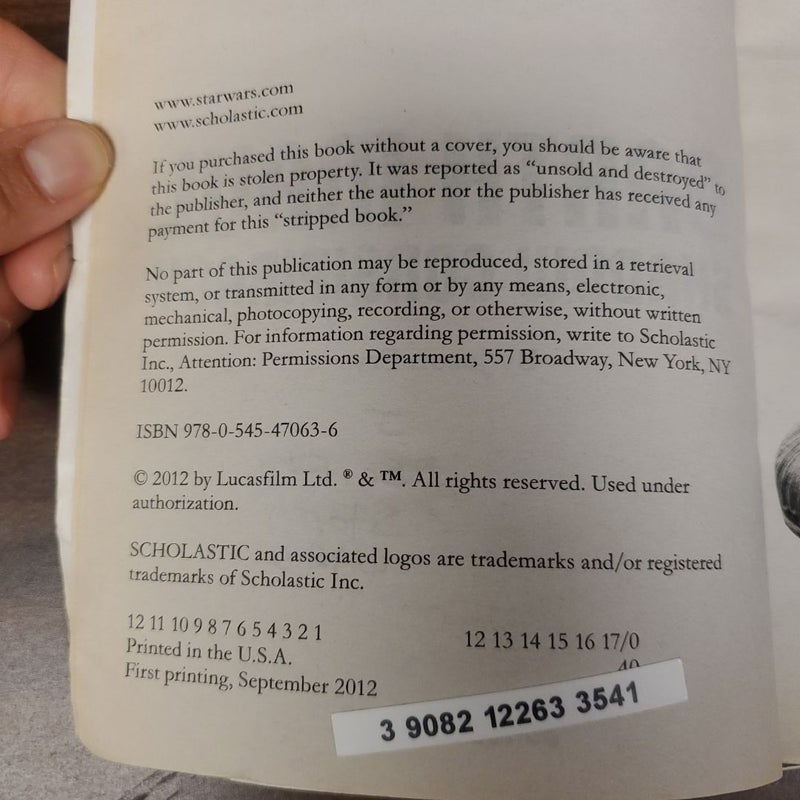 www.starwars.com
www.scholastic.com
If you purchased this book without a cover, you should be aware that
this book is stolen property. It was reported as “unsold and destroyed” to
the publisher, and neither the author nor the publisher has received any
payment for this “stripped book.”
No part of this publication may be reproduced, stored in a retrieval
system, or transmitted in any form or by any means, electronic,
mechanical, photocopying, recording, or otherwise, without written
permission. For information regarding permission, write to Scholastic
Inc., Attention: Permissions Department, 557 Broadway, New York, NY
10012.
ISBN 978-0-545-47063-6
© 2012 by Lucasfilm Ltd. ® & ™. All rights reserved. Used under
authorization.
SCHOLASTIC and associated logos are trademarks and/or registered
trademarks of Scholastic Inc.
12 11 10 9 8 7 6 5 4 3 2 1 12 13 14 15 16 17/0
Printed in the U.S.A. 40
First printing, September 2012
3 9082 12263 3541